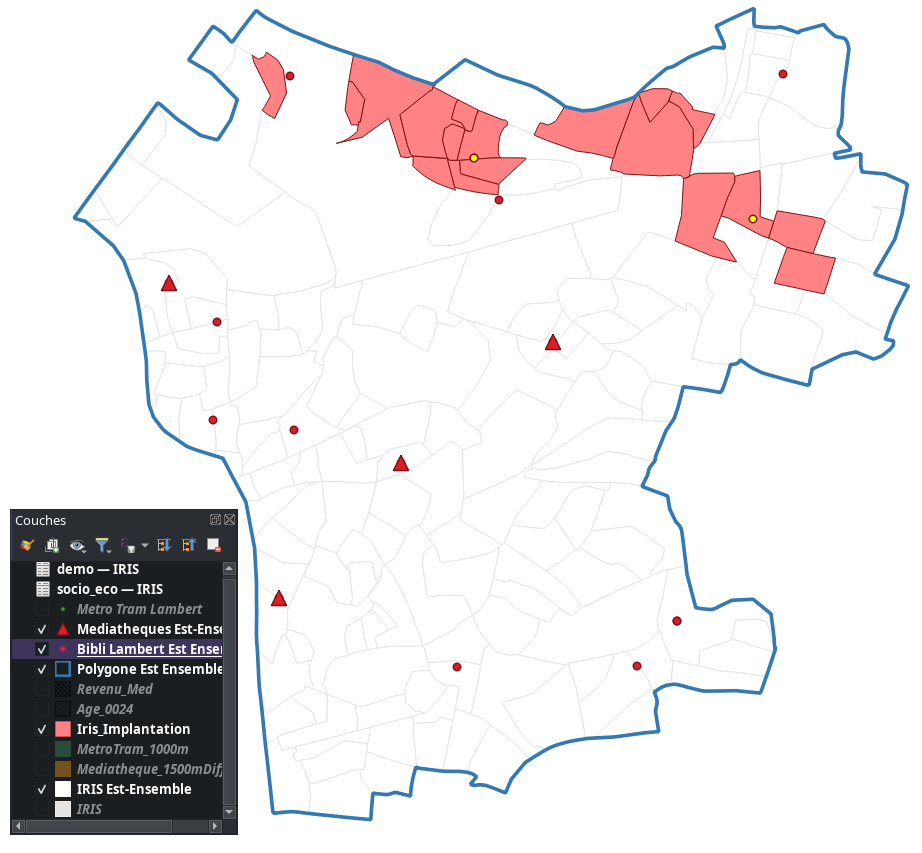 Couches
demo — IRIS
socio_eco — IRIS
Metro Tram Lambert
Mediatheques Est-Ense
Bibli Lambert Est Enser
Polygone Est Ensemble
Revenu_Med
Age_0024
Iris_Implantation
MetroTram_1000m
Mediatheque_1500mDiff
IRIS Est-Ensemble
IRIS